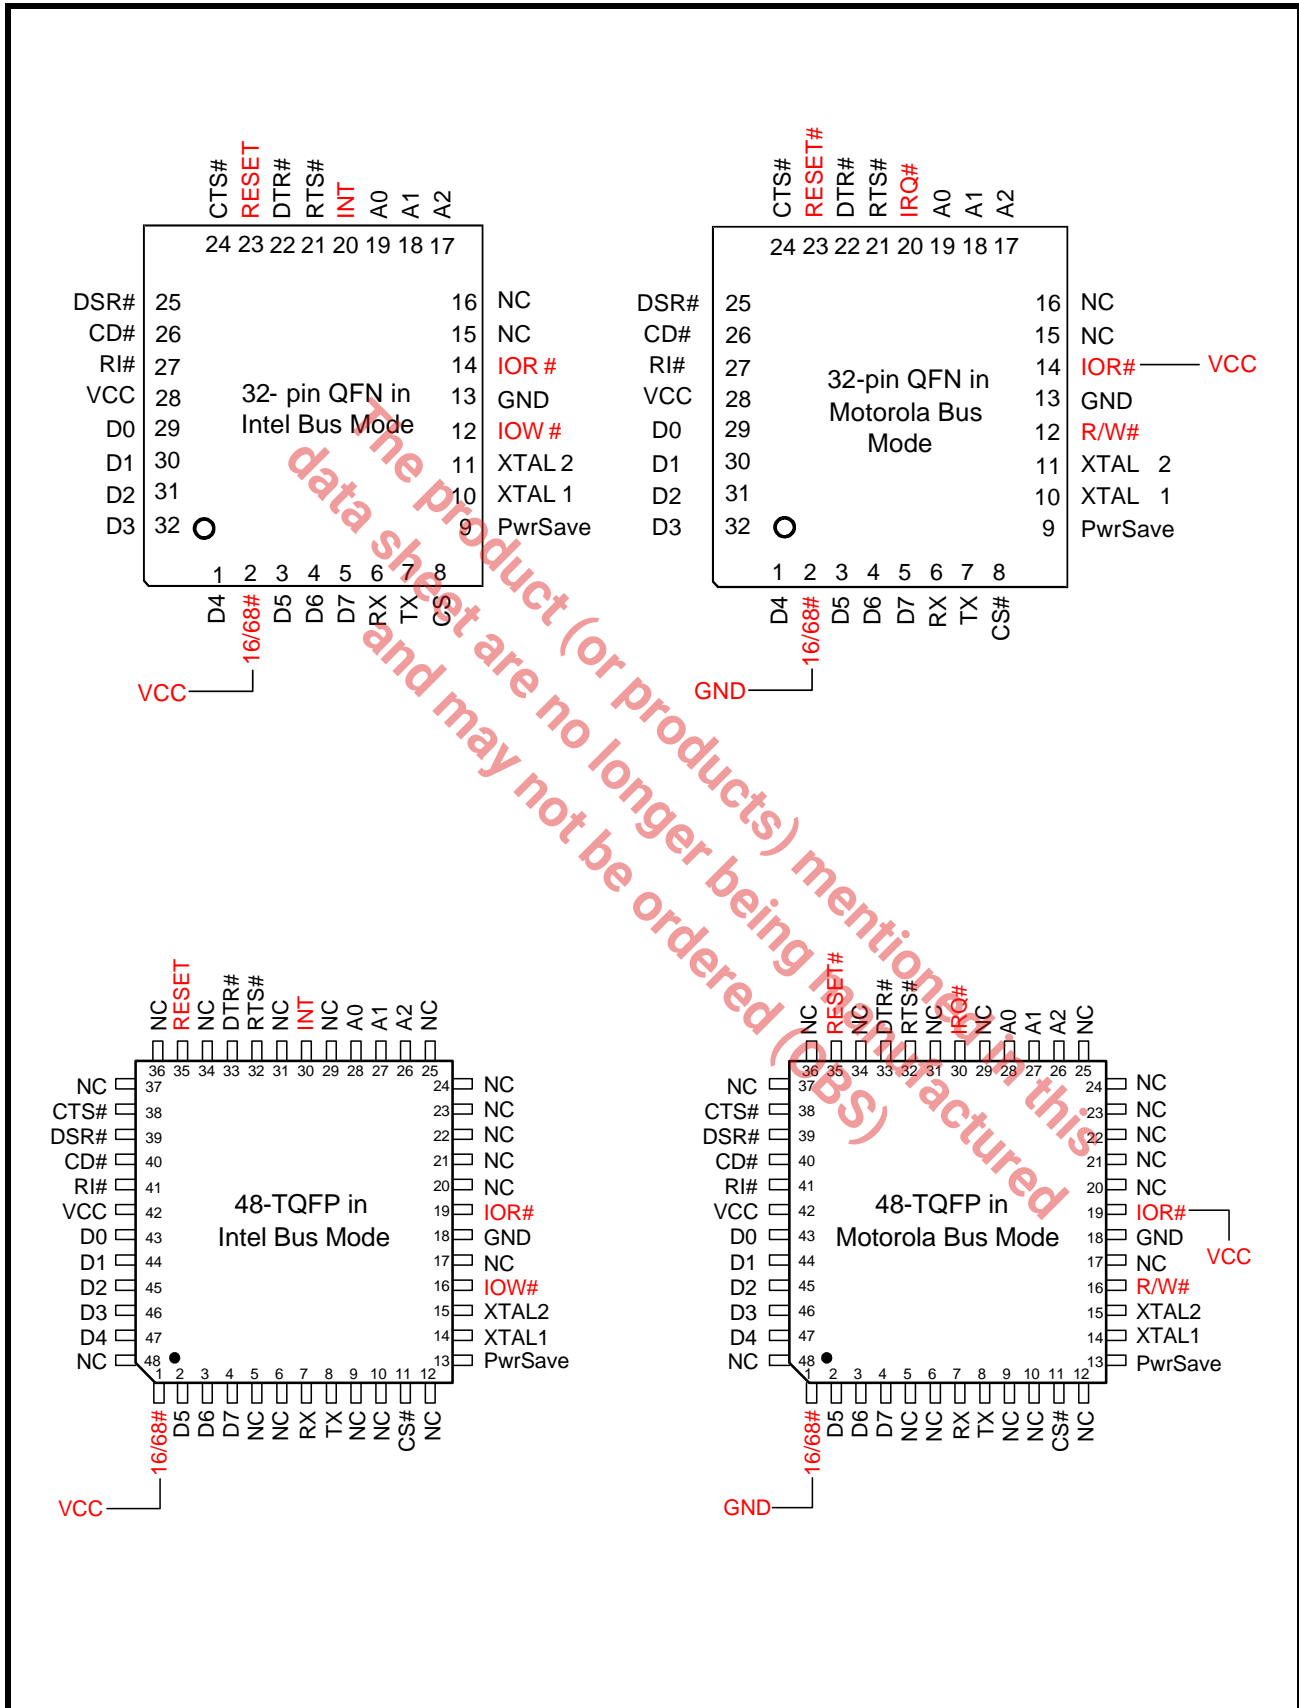 CTS# RESET DTR# RTS# INT A0 A1 A2
24 23 22 21 20 19 18 17
DSR# 25
CD# 26
RI# 27
VCC 28
D0 29
D1 30
D2 31
D3 32
32- pin QFN in
Intel Bus Mode
16 NC
15 NC
14 IOR #
13 GND
12 IOW #
11 XTAL 2
10 XTAL 1
9 PwrSave
1 2 3 4 5 6 7 8
D4 16/68# D5 D6 D7 RX TX CS
VCC
CTS# RESET# DTR# RTS# IRQ# A0 A1 A2
24 23 22 21 20 19 18 17
DSR# 25
CD# 26
RI# 27
VCC 28
D0 29
D1 30
D2 31
D3 32
32-pin QFN in
Motorola Bus
Mode
16 NC
15 NC
14 IOR# VCC
13 GND
12 R/W#
11 XTAL 2
10 XTAL 1
9 PwrSave
1 2 3 4 5 6 7 8
D4 16/68# D5 D6 D7 RX TX CS#
GND
The product (or products) mentioned in this
data sheet are no longer being manufactured
and may not be ordered (OBS)
NC RESET NC DTR# RTS# NC INT NC A0 A1 A2 NC
36 35 34 33 32 31 30 29 28 27 26 25
NC 37
CTS# 38
DSR# 39
CD# 40
RI# 41
VCC 42
D0 43
D1 44
D2 45
D3 46
D4 47
NC 48
48-TQFP in
Intel Bus Mode
24 NC
23 NC
22 NC
21 NC
20 NC
19 IOR#
18 GND
17 NC
16 IOW#
15 XTAL2
14 XTAL1
13 PwrSave
1 2 3 4 5 6 7 8 9 10 11 12
16/68# D5 D6 D7 NC NC RX TX NC NC CS# NC
VCC
NC RESET# NC DTR# RTS# NC IRQ# NC A0 A1 A2 NC
36 35 34 33 32 31 30 29 28 27 26 25
NC 37
CTS# 38
DSR# 39
CD# 40
RI# 41
VCC 42
D0 43
D1 44
D2 45
D3 46
D4 47
NC 48
48-TQFP in
Motorola Bus Mode
24 NC
23 NC
22 NC
21 NC
20 NC
19 IOR#
VCC
18 GND
17 NC
16 R/W#
15 XTAL2
14 XTAL1
13 PwrSave
1 2 3 4 5 6 7 8 9 10 11 12
16/68# D5 D6 D7 NC NC RX TX NC NC CS# NC
GND